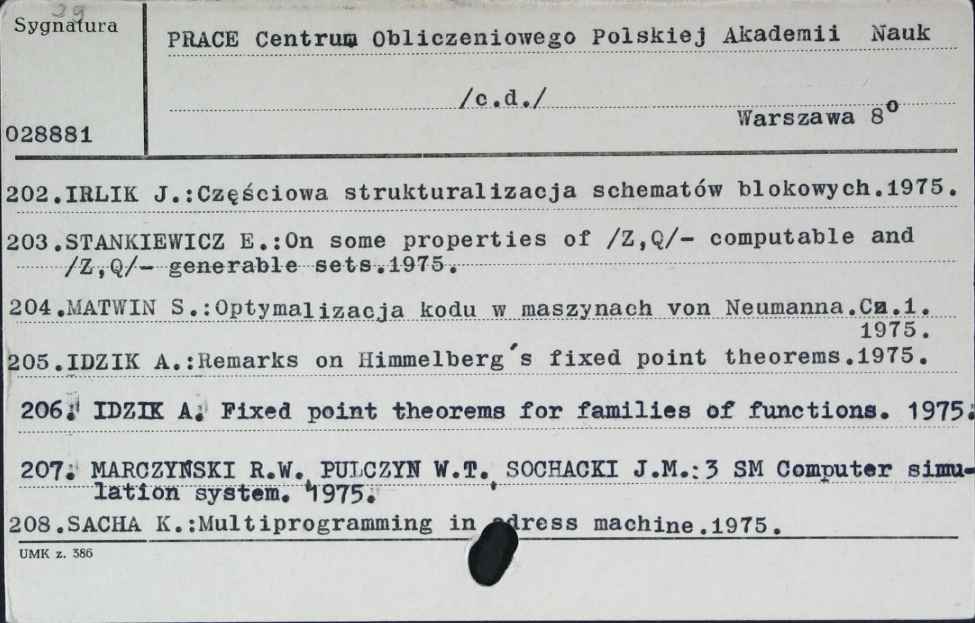 39
Sygnatura
PRACE Centrum Obliczeniowego Polskiej Akademii Nauk
/c.d./
Warszawa 8°
028881
202.IRLIK J.:Częściowa strukturalizacja schematów blokowych.1975.
203.STANKIEWICZ E.:On some properties of /Z,Q/- computable and
/Z,Q/- generable sets.1975.
204.MATWIN S.:Optymalizacja kodu w maszynach von Neumanna.Cz.1.
1975.
205.IDZIK A.:Remarks on Himmelberg´s fixed point theorems.1975.
206. IDZIK A. Fixed point theorems for families of functions. 1975.
207. MARCZYŃSKI R.W., PULCZYN W.T., SOCHACKI J.M.:3 SM Computer simu-
lation system. 1975.
208.SACHA K.:Multiprogramming in adress machine.1975.
UMK z. 386